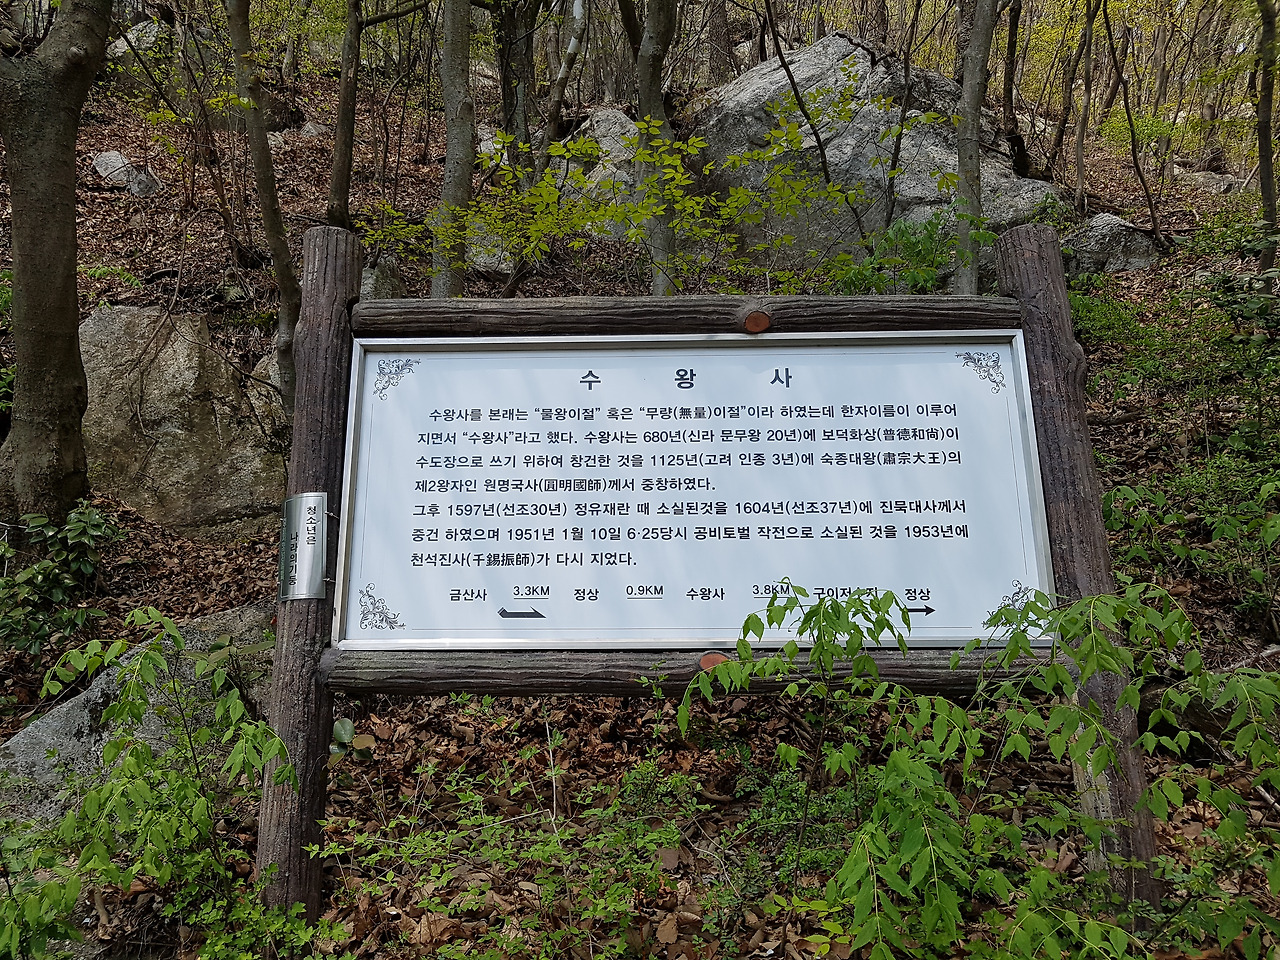 수 왕 사
수왕사를 본래는 “물왕이절” 혹은 “무량(無量)이절”이라 하였는데 한자이름이 이루어
지면서 “수왕사”라고 했다. 수왕사는 680년(신라 문무왕 20년)에 보덕화상(普德和尙)이
수도장으로 쓰기 위하여 창건한 것을 1125년(고려 인종 3년)에 숙종대왕(肅宗大王)의
제2왕자인 원명국사(圓明國師)께서 중창하였다.
그후 1597년(선조30년) 정유재란 때 소실된것을 1604년(선조37년)에 진묵대사께서
중건 하였으며 1951년 1월 10일 6·25당시 공비토벌 작전으로 소실된 것을 1953년에
천석진사(千錫振師)가 다시 지었다.
금산사 3.3KM 정상 0.9KM 수왕사 3.8KM 정상
청소년은
나라의기둥